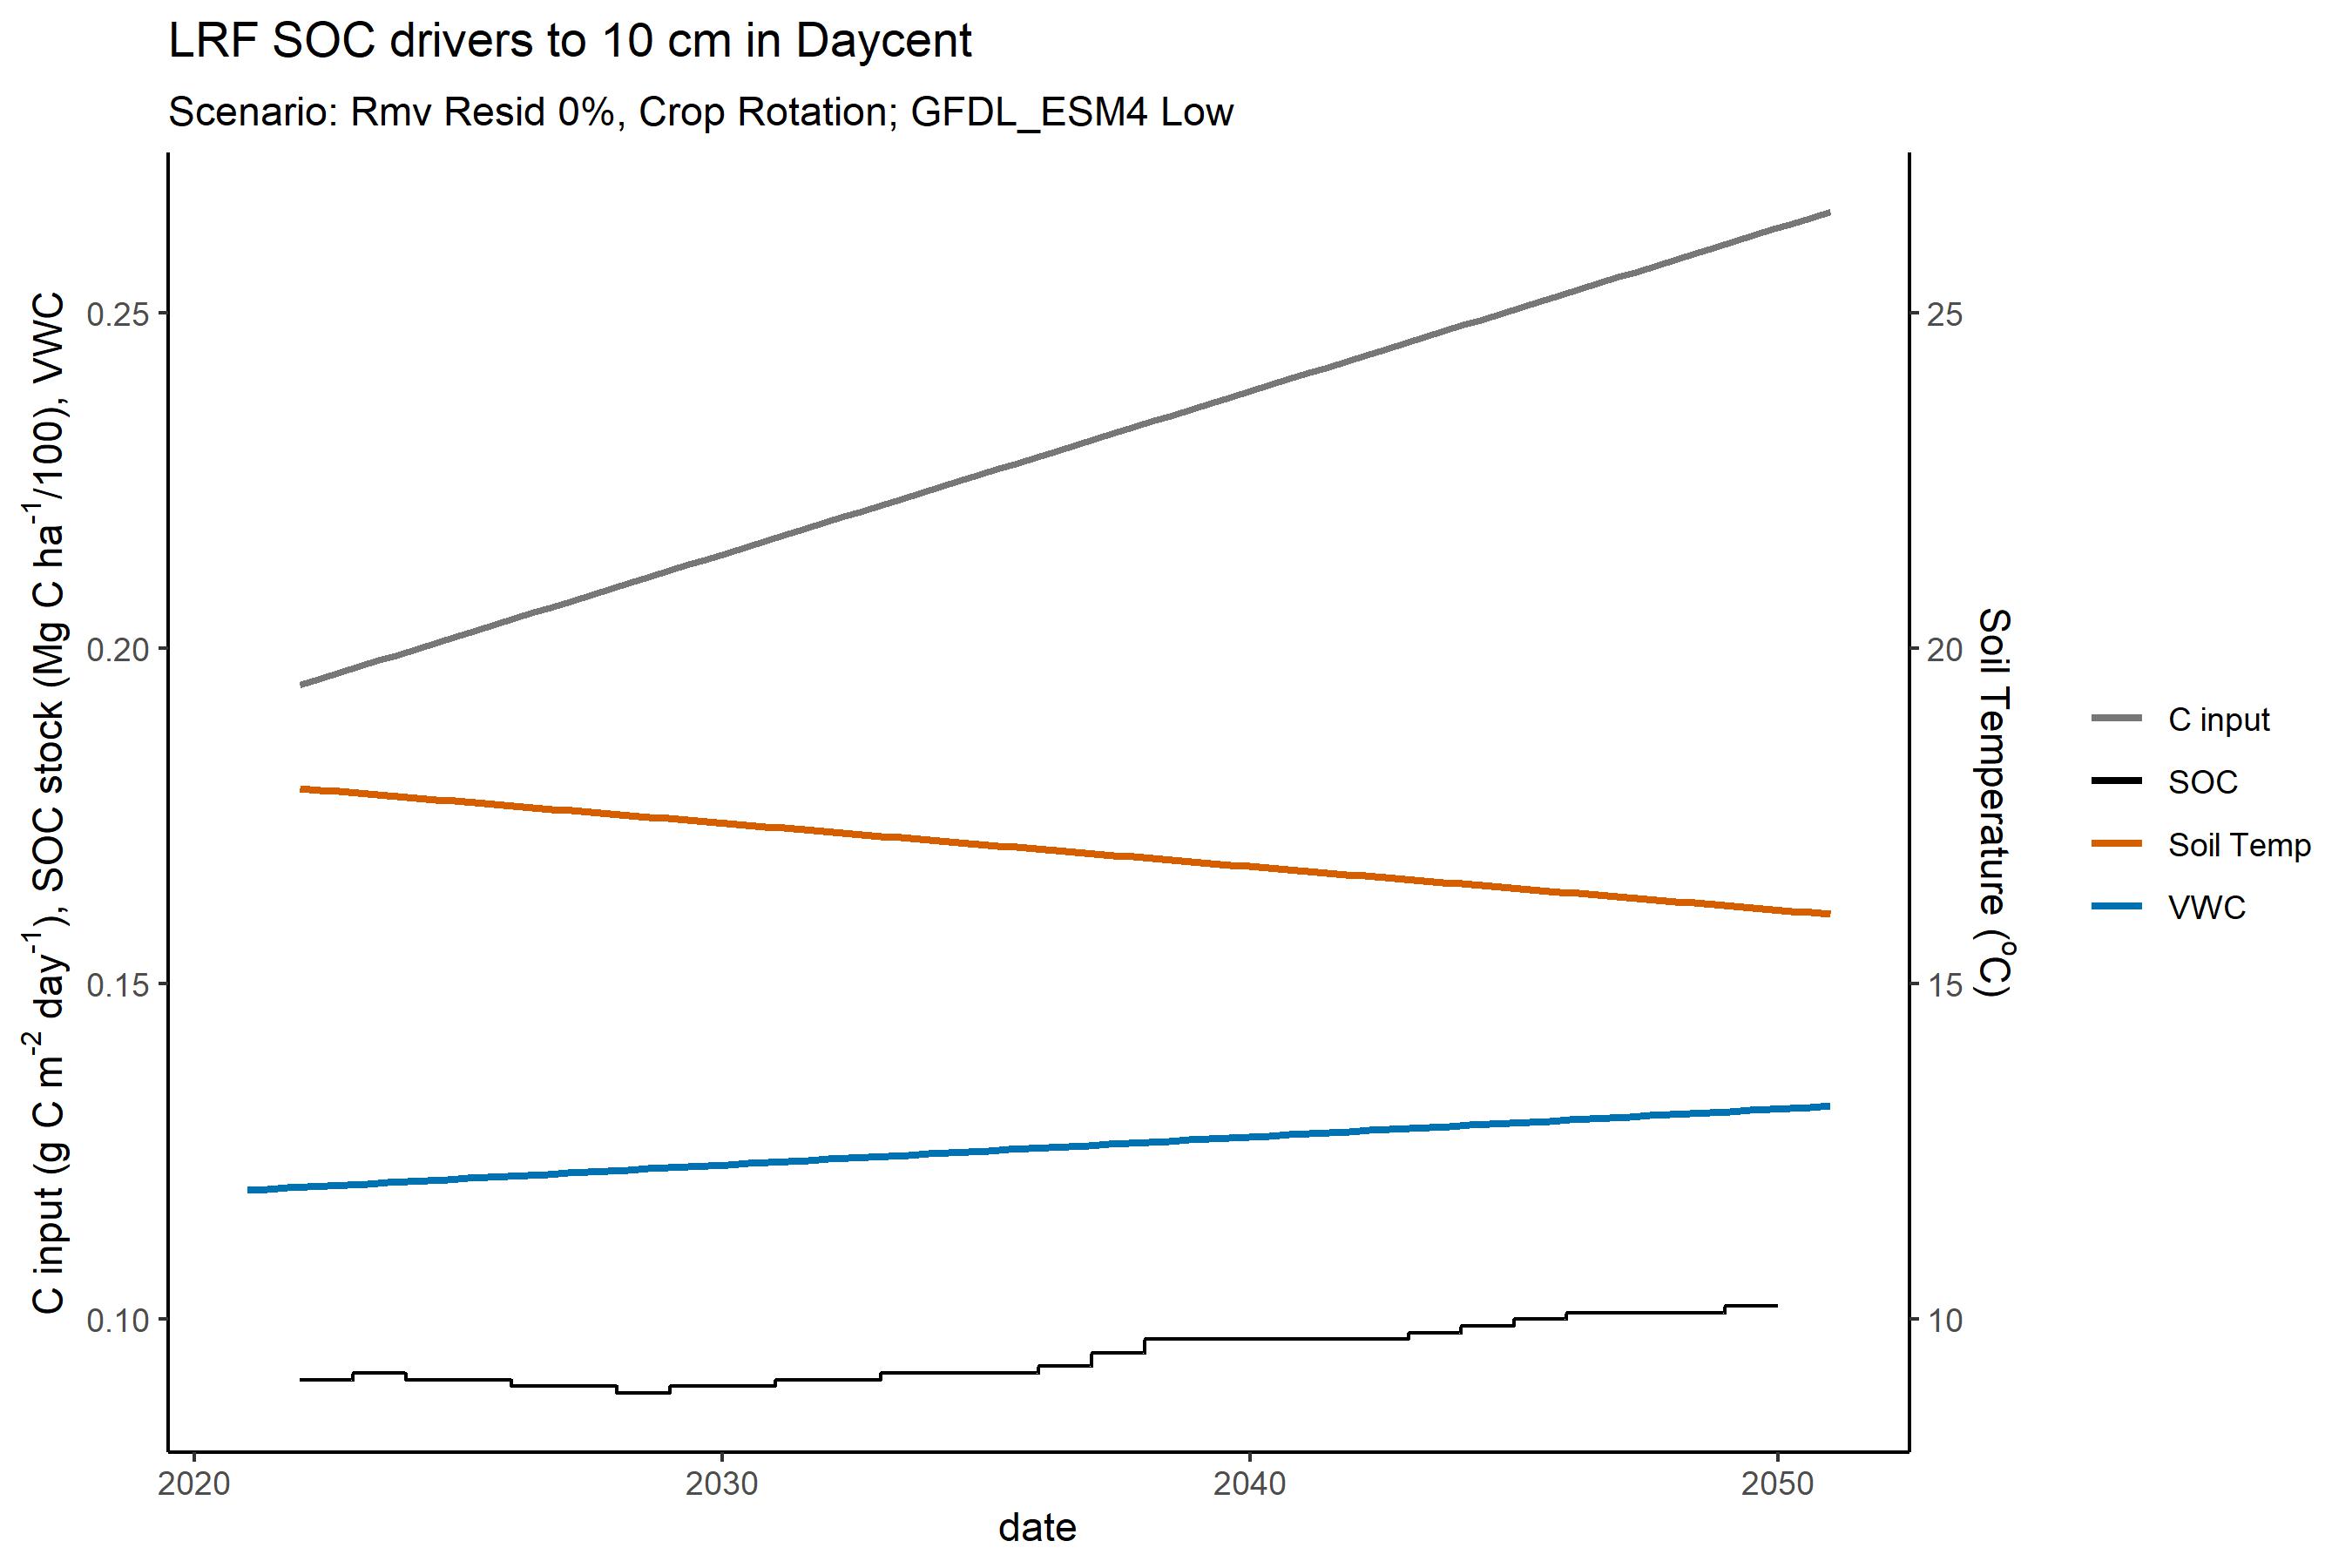 LRF SOC drivers to 10 cm in Daycent
Scenario: Rmv Resid 0%, Crop Rotation; GFDL_ESM4 Low
C input (g C m⁻² day⁻¹), SOC stock (Mg C ha⁻¹/100), VWC
0.25
0.20
0.15
0.10
25
20
15
10
Soil Temperature (°C)
C input
SOC
Soil Temp
VWC
2020
2030
2040
2050
date